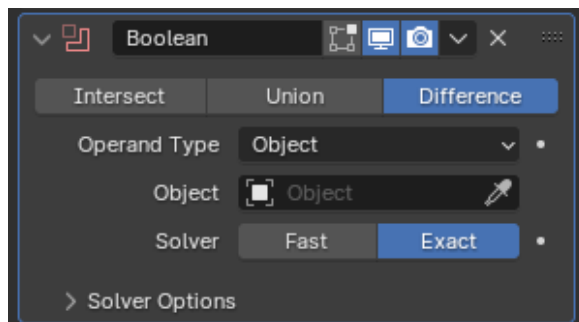 Boolean
Intersect Union Difference
Operand Type Object
Object Object
Solver Fast Exact
Solver Options